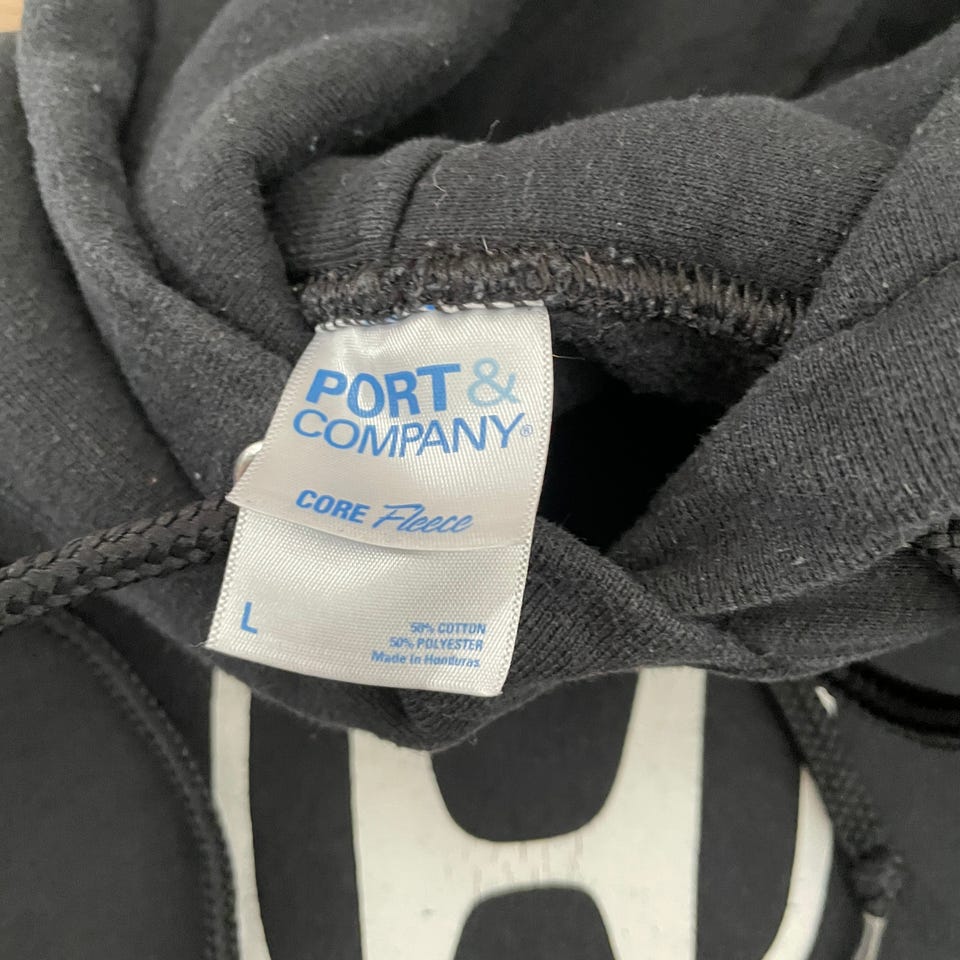 PORT &
COMPANY®
CORE Fleece
L
50% COTTON
50% POLYESTER
Made in Honduras